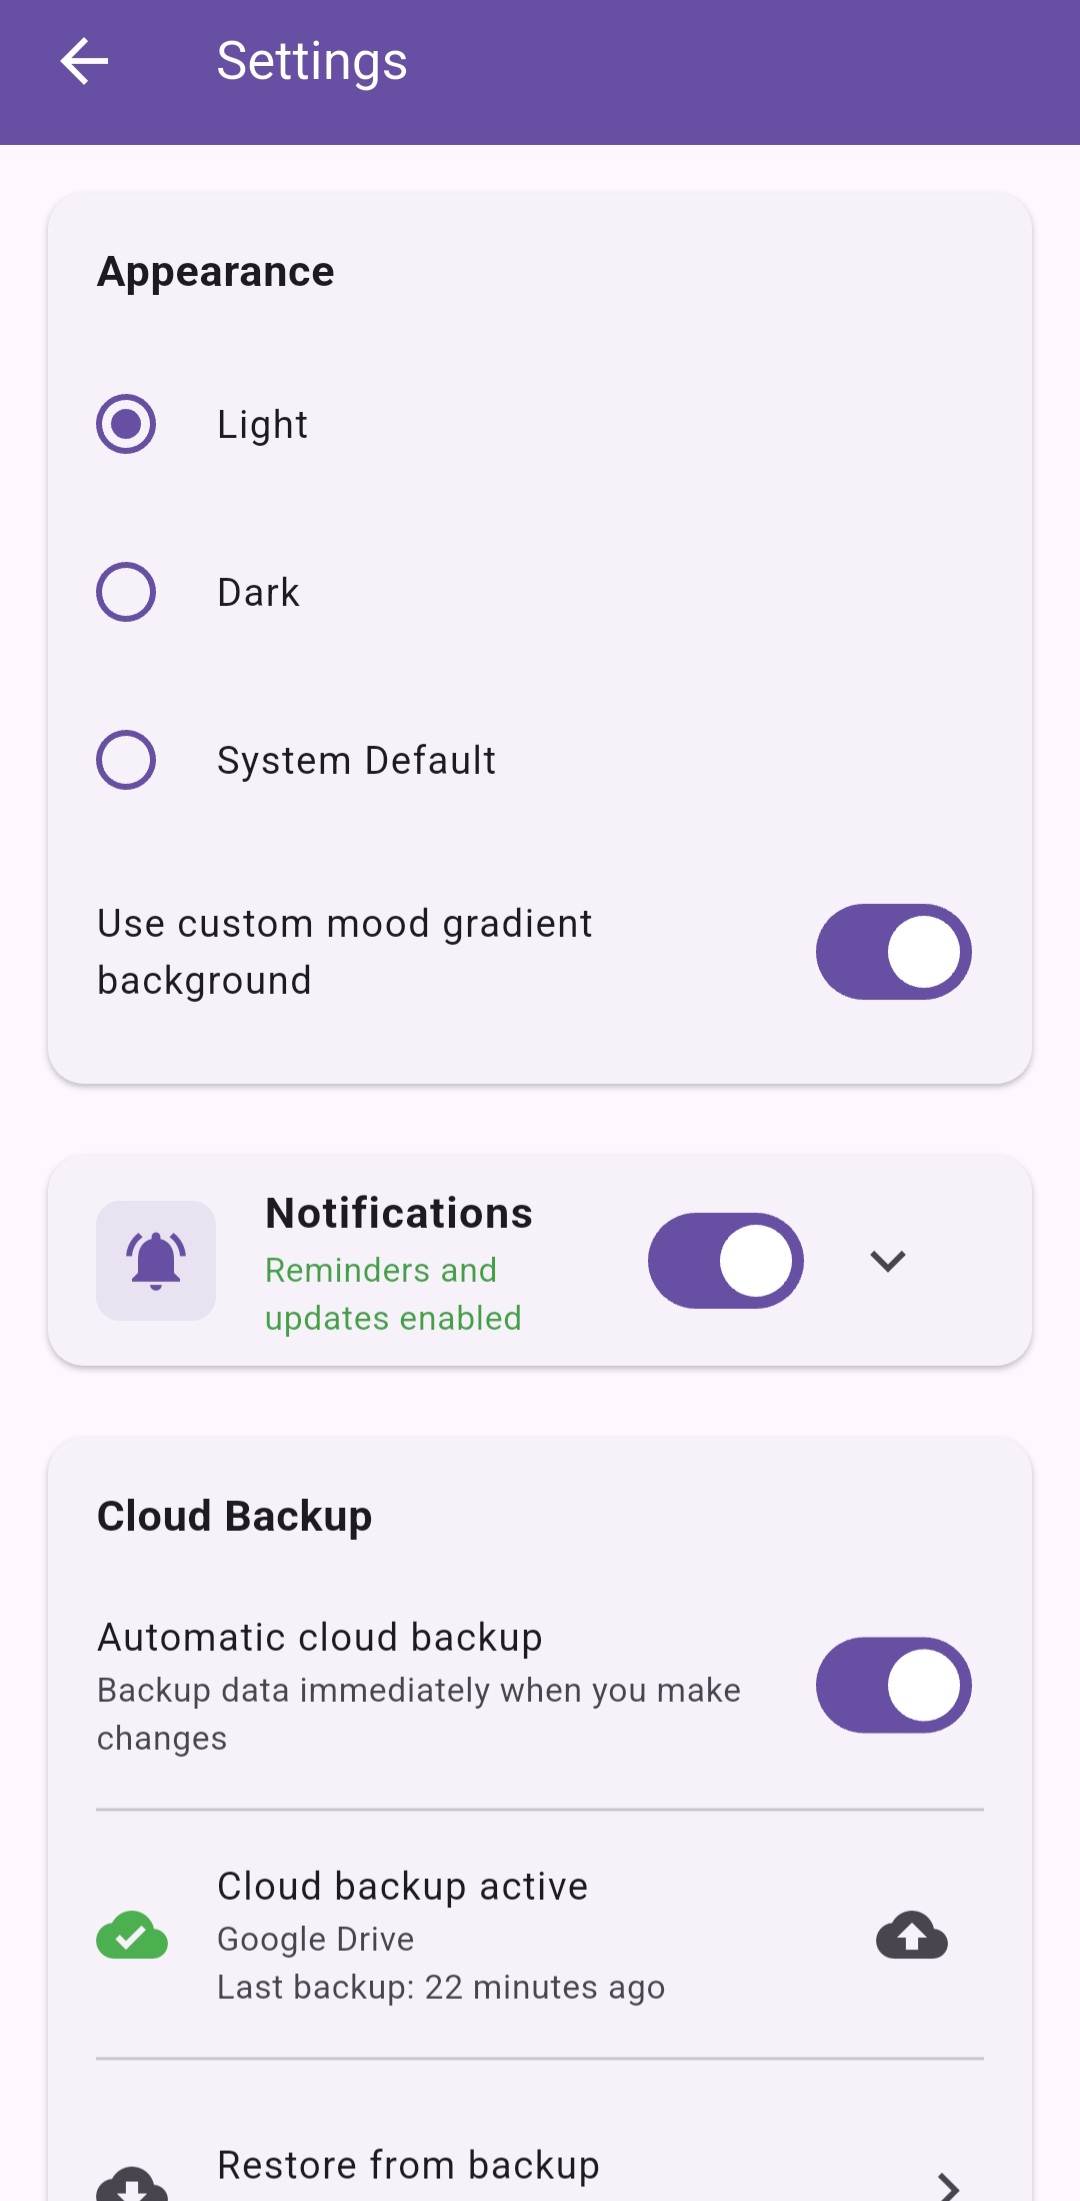 Settings
Appearance
Light
Dark
System Default
Use custom mood gradient
background
Notifications
Reminders and
updates enabled
Cloud Backup
Automatic cloud backup
Backup data immediately when you make
changes
Cloud backup active
Google Drive
Last backup: 22 minutes ago
Restore from backup